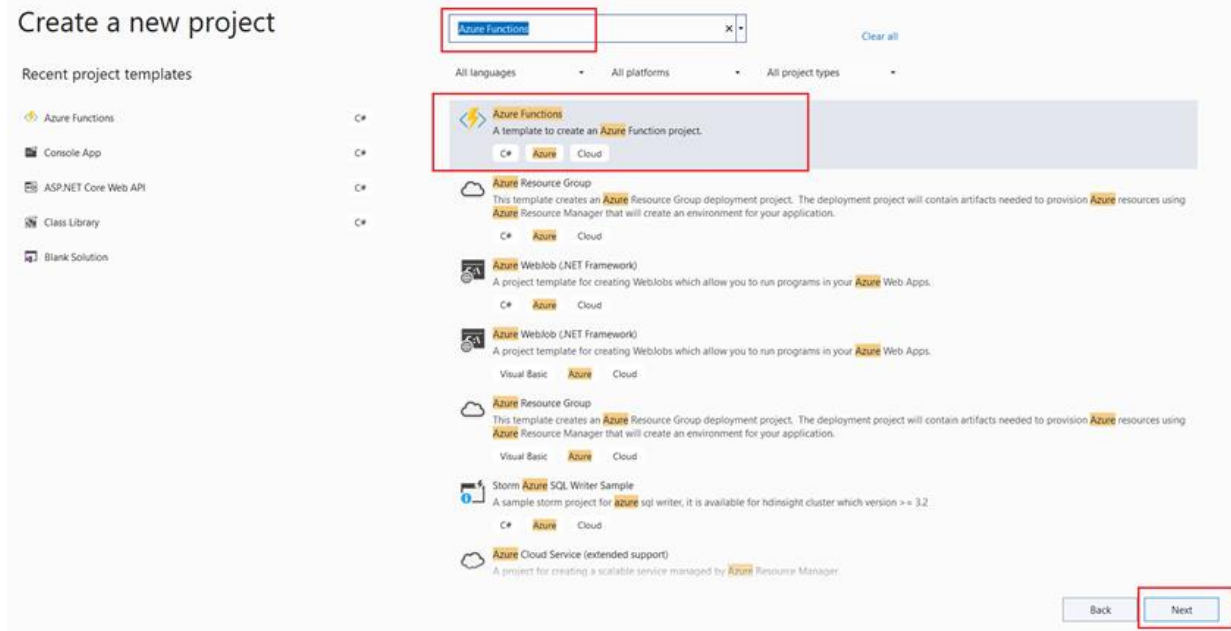 Create a new project
Recent project templates
Azure Functions C#
Console App C#
ASP.NET Core Web API C#
Class Library C#
Blank Solution
Azure Functions
Clear all
All languages All platforms All project types
Azure Functions
A template to create an Azure Function project.
C# Azure Cloud
Azure Resource Group
This template creates an Azure Resource Group deployment project. The deployment project will contain artifacts needed to provision Azure resources using
Azure Resource Manager that will create an environment for your application.
C# Azure Cloud
Azure WebJob (.NET Framework)
A project template for creating WebJobs which allow you to run programs in your Azure Web Apps.
C# Azure Cloud
Azure WebJob (.NET Framework)
A project template for creating WebJobs which allow you to run programs in your Azure Web Apps.
Visual Basic Azure Cloud
Azure Resource Group
This template creates an Azure Resource Group deployment project. The deployment project will contain artifacts needed to provision Azure resources using
Azure Resource Manager that will create an environment for your application.
Visual Basic Azure Cloud
Storm Azure SQL Writer Sample
A sample storm project for azure sql writer, it is available for hdinsight cluster which version >= 3.2
C# Azure Cloud
Azure Cloud Service (extended support)
A project for creating a scalable service managed by Azure Resource Manager.
Back Next